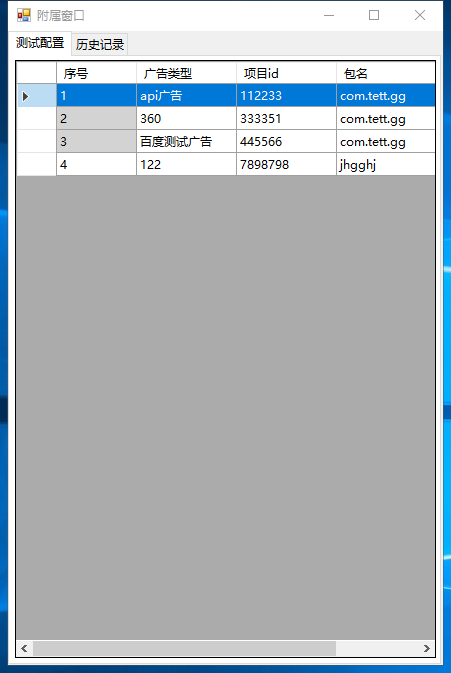 附属窗口
测试配置 历史记录
序号 广告类型 项目id 包名
1 api广告 112233 com.tett.gg
2 360 333351 com.tett.gg
3 百度测试广告 445566 com.tett.gg
4 122 7898798 jhgghj